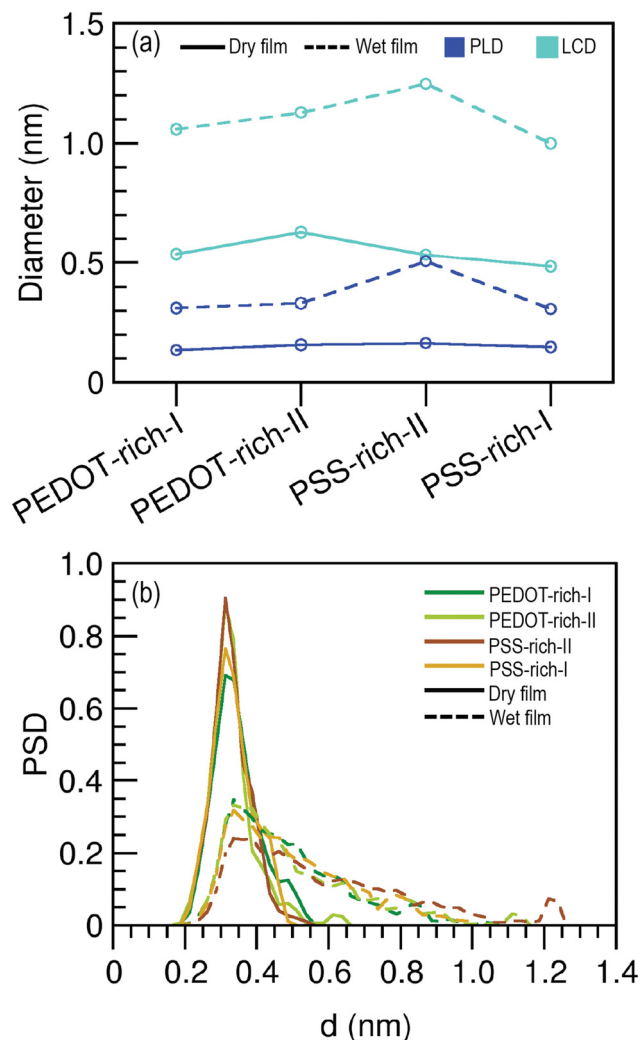 (a) Dry film Wet film PLD LCD
1.5
1.0
0.5
0
Diameter (nm)
PEDOT-rich-I
PEDOT-rich-II
PSS-rich-II
PSS-rich-I
(b)
PEDOT-rich-I
PEDOT-rich-II
PSS-rich-II
PSS-rich-I
Dry film
Wet film
1.0
0.8
0.6
0.4
0.2
0
PSD
0 0.2 0.4 0.6 0.8 1.0 1.2 1.4
d (nm)